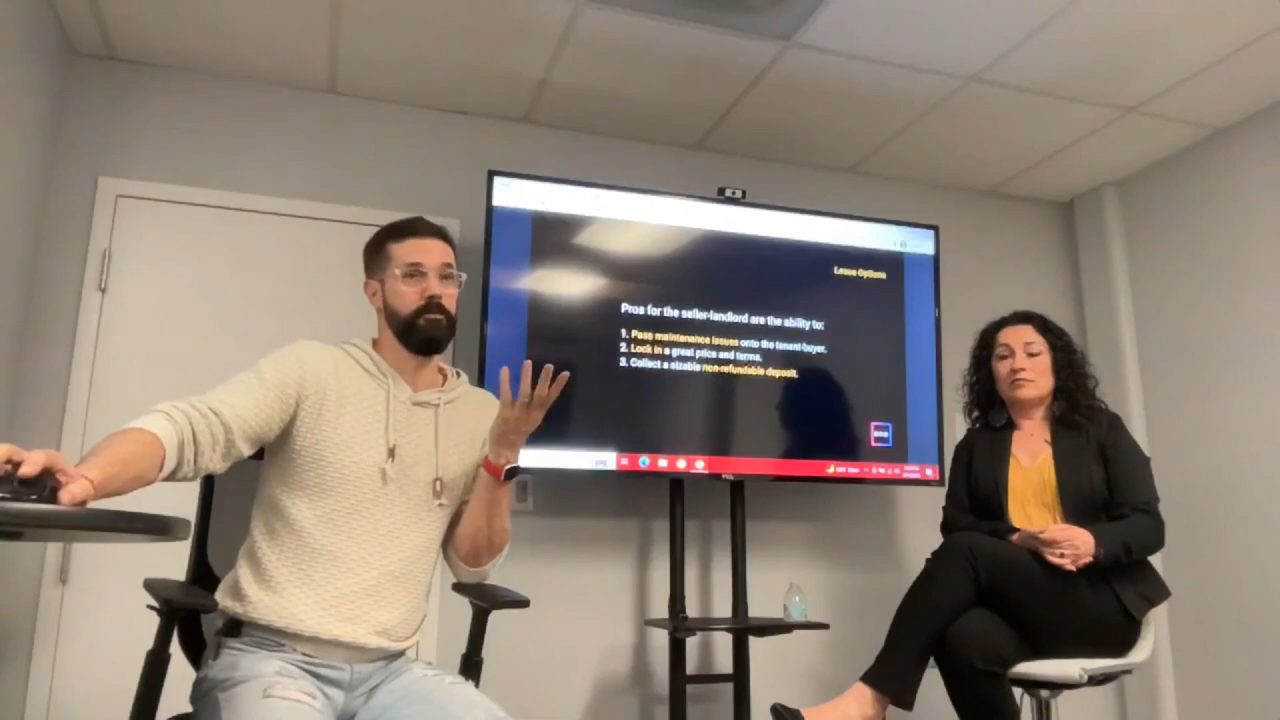 Lease Options
Pros for the seller-landlord are the ability to:
1. Pass maintenance issues onto the tenant-buyer.
2. Lock in a great price and terms.
3. Collect a sizable non-refundable deposit.
TCL